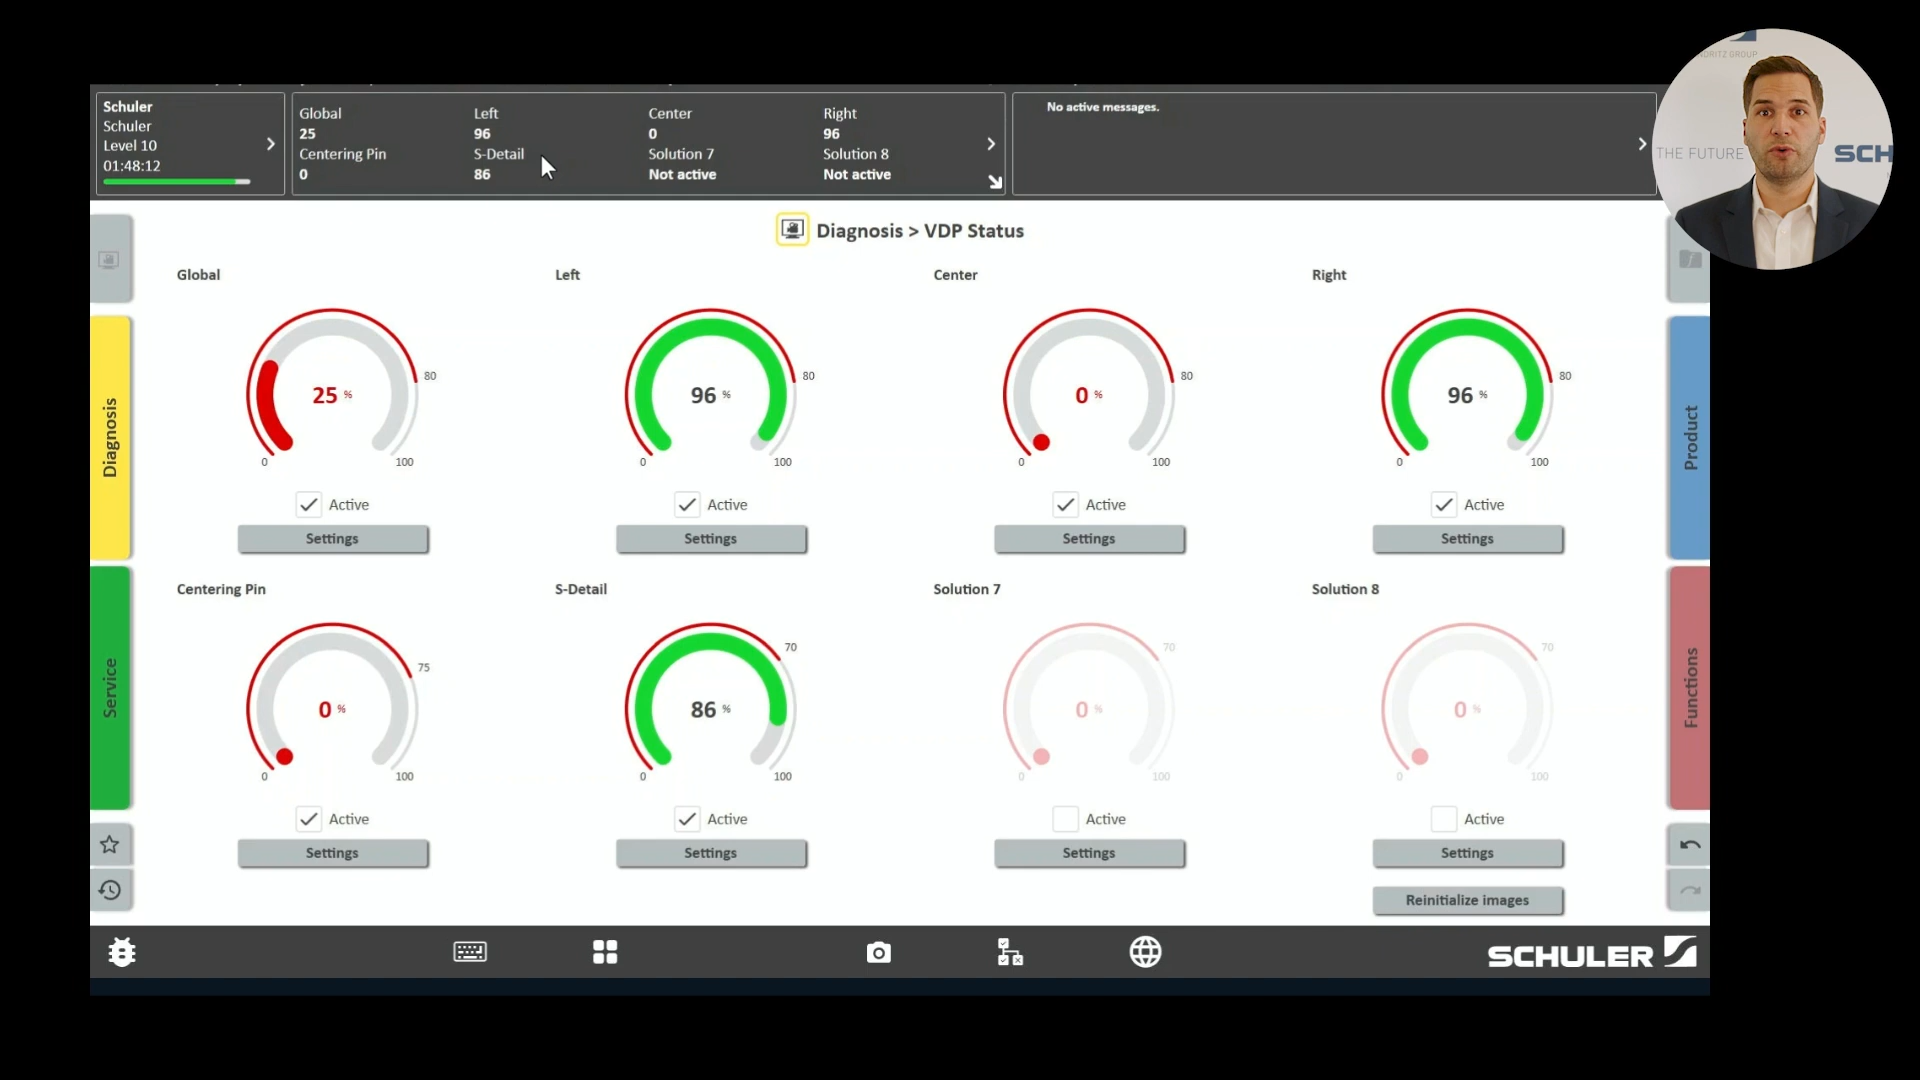 Schuler
Schuler
Level 10
01:48:12
Global Left Center Right
25 96 0 96
Centering Pin S-Detail Solution 7 Solution 8
0 86 Not active Not active
No active messages.
THE FUTURE SCH
Diagnosis > VDP Status
Global Left Center Right
25 % 96 % 0 % 96 %
80 80 80 80
0 100 0 100 0 100 0 100
Active Active Active Active
Settings Settings Settings Settings
Centering Pin S-Detail Solution 7 Solution 8
75 70 70 70
0 % 86 % 0 % 0 %
0 100 0 100 0 100 0 100
Active Active Active Active
Settings Settings Settings Settings
Reinitialize images
Diagnosis
Service
Product
Functions
SCHULER